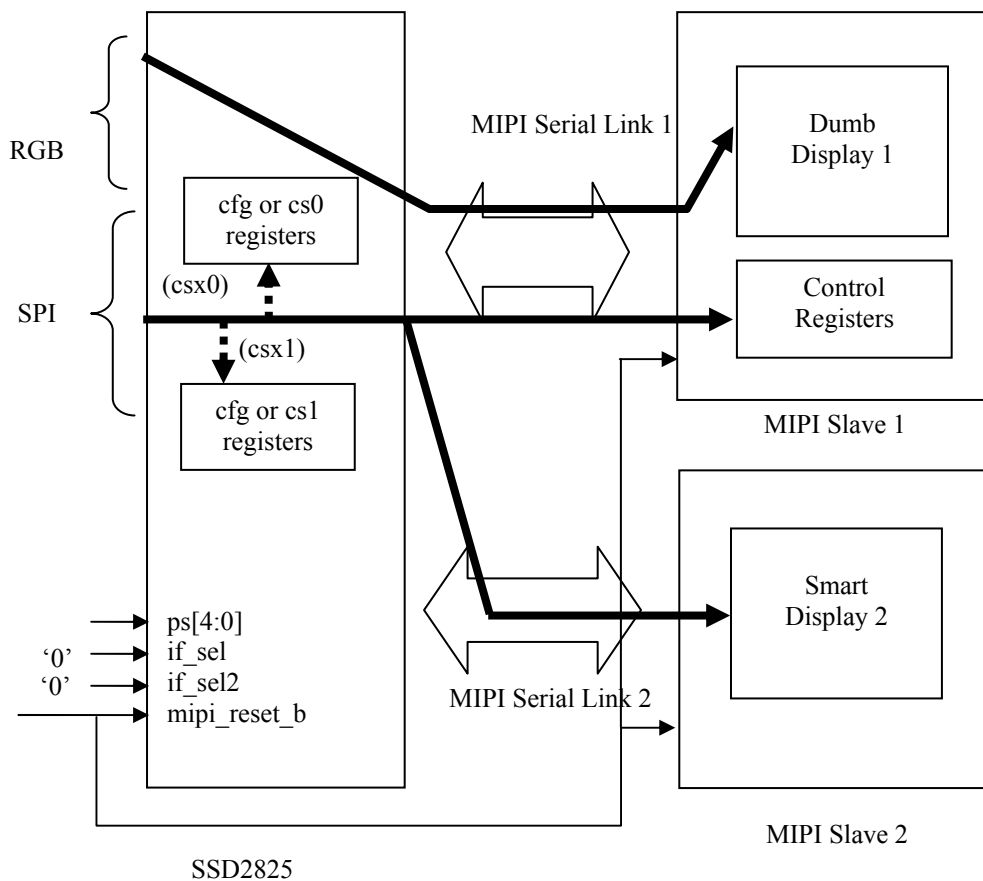 RGB
SPI
cfg or cs0
registers
(csx0)
(csx1)
cfg or cs1
registers
ps[4:0]
‘0’ if_sel
‘0’ if_sel2
mipi_reset_b
SSD2825
MIPI Serial Link 1
MIPI Serial Link 2
Dumb
Display 1
Control
Registers
MIPI Slave 1
Smart
Display 2
MIPI Slave 2